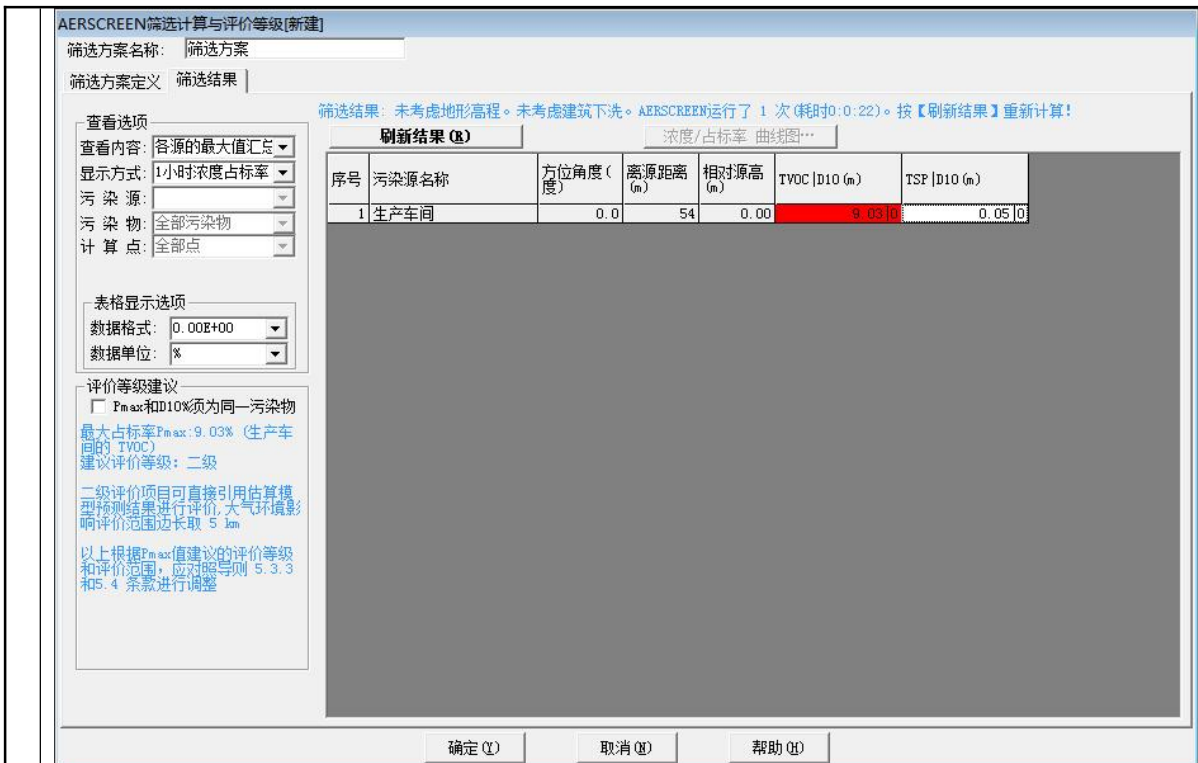 AERSCREEN筛选计算与评价等级[新建]
筛选方案名称: 筛选方案
筛选方案定义 筛选结果
筛选结果: 未考虑地形高程。未考虑建筑下洗。AERSCREEN运行了 1 次(耗时0:0:22)。按【刷新结果】重新计算!
查看选项
查看内容: 各源的最大值汇总
显示方式: 1小时浓度占标率
污 染 源:
污 染 物: 全部污染物
计 算 点: 全部点
表格显示选项
数据格式: 0.00E+00
数据单位: %
评价等级建议
Pmax和D10%须为同一污染物
最大占标率Pmax:9.03% (生产车
间的 TVOC)
建议评价等级: 二级
二级评价项目可直接引用估算模
型预测结果进行评价,大气环境影
响评价范围边长取 5 km
以上根据Pmax值建议的评价等级
和评价范围,应对照导则 5.3.3
和5.4 条款进行调整
刷新结果(R) 浓度/占标率 曲线图…
序号 污染源名称 方位角度(度) 离源距离(m) 相对源高(m) TVOC|D10(m) TSP|D10(m)
1 生产车间 0.0 54 0.00 9.03|0 0.05|0
确定(Y) 取消(N) 帮助(H)